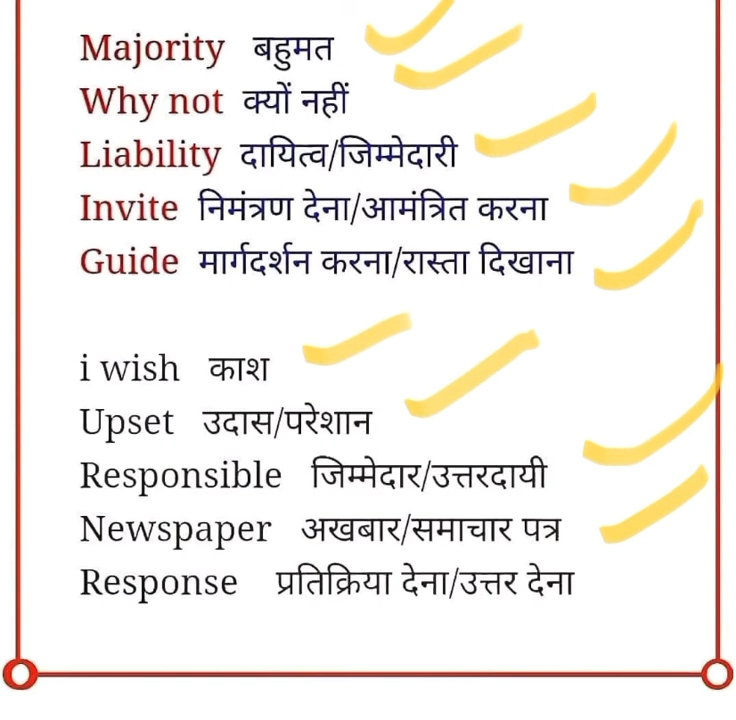 Majority बहुमत
Why not क्यों नहीं
Liability दायित्व/जिम्मेदारी
Invite निमंत्रण देना/आमंत्रित करना
Guide मार्गदर्शन करना/रास्ता दिखाना
i wish काश
Upset उदास/परेशान
Responsible जिम्मेदार/उत्तरदायी
Newspaper अखबार/समाचार पत्र
Response प्रतिक्रिया देना/उत्तर देना